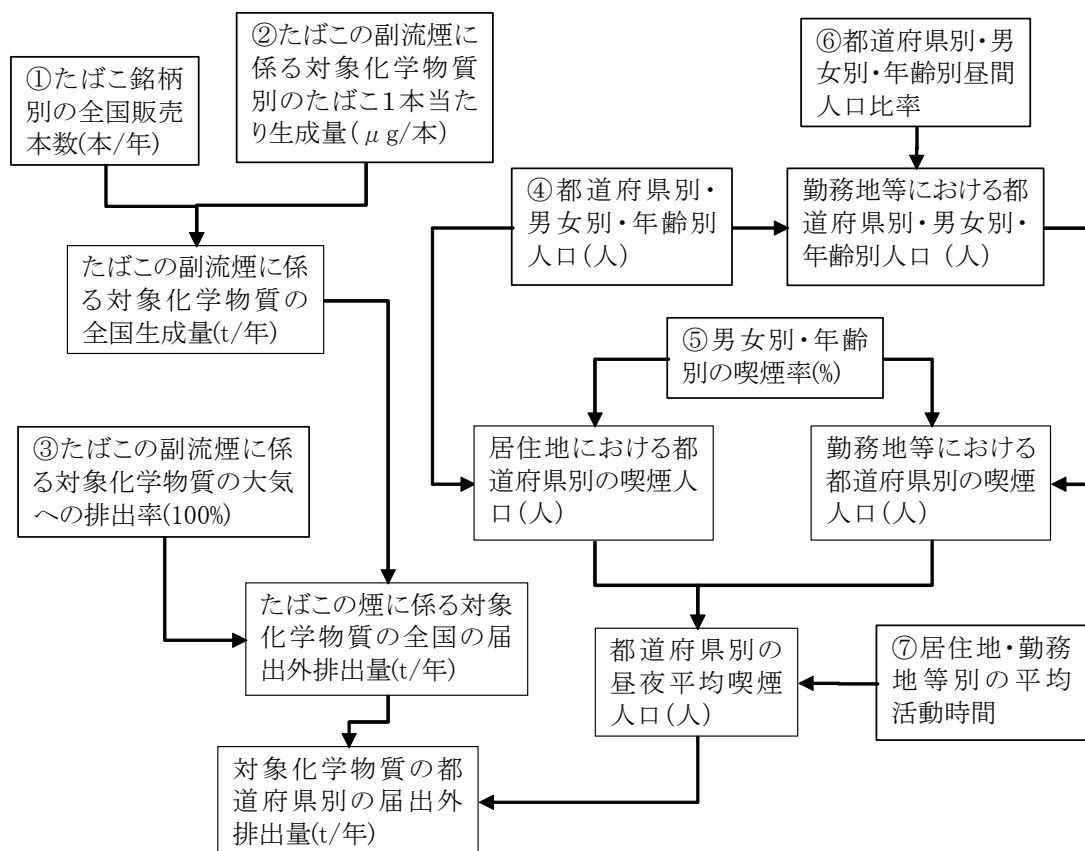 ①たばこ銘柄
別の全国販売
本数(本/年)
②たばこの副流煙に
係る対象化学物質
別のたばこ1本当た
り生成量(μg/本)
⑥都道府県別・男
女別・年齢別昼間
人口比率
④都道府県別・
男女別・年齢別
人口(人)
勤務地等における都
道府県別・男女別・
年齢別人口 (人)
たばこの副流煙に係
る対象化学物質の
全国生成量(t/年)
⑤男女別・年齢
別の喫煙率(%)
③たばこの副流煙に係
る対象化学物質の大気
への排出率(100%)
居住地における都
道府県別の喫煙人
口(人)
勤務地等における
都道府県別の喫煙
人口(人)
たばこの煙に係る対象
化学物質の全国の届
出外排出量(t/年)
都道府県別の
昼夜平均喫煙
人口(人)
⑦居住地・勤務
地等別の平均
活動時間
対象化学物質の都
道府県別の届出外
排出量(t/年)